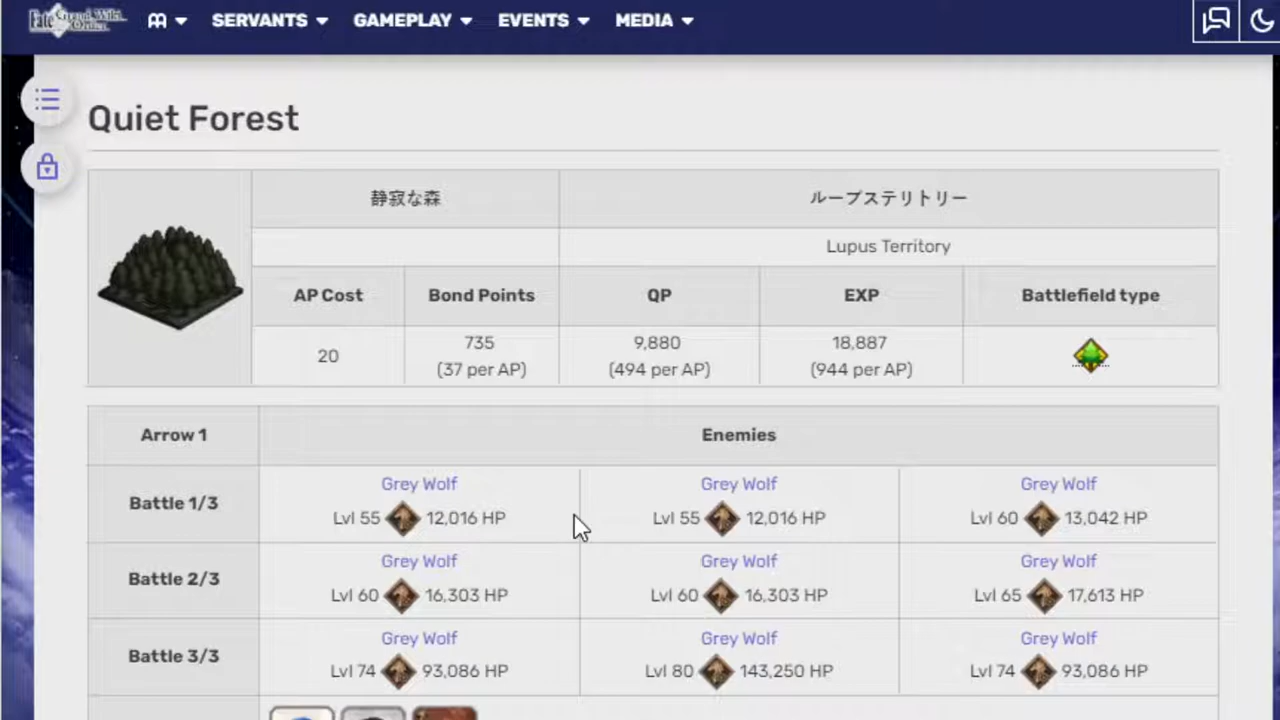 Fate Grand Wiki Order
SERVANTS GAMEPLAY EVENTS MEDIA
Quiet Forest
静寂な森 ループステリトリー
Lupus Territory
AP Cost Bond Points QP EXP Battlefield type
20 735 9,880 18,887
(37 per AP) (494 per AP) (944 per AP)
Arrow 1 Enemies
Battle 1/3 Grey Wolf Grey Wolf Grey Wolf
Lvl 55 12,016 HP Lvl 55 12,016 HP Lvl 60 13,042 HP
Battle 2/3 Grey Wolf Grey Wolf Grey Wolf
Lvl 60 16,303 HP Lvl 60 16,303 HP Lvl 65 17,613 HP
Battle 3/3 Grey Wolf Grey Wolf Grey Wolf
Lvl 74 93,086 HP Lvl 80 143,250 HP Lvl 74 93,086 HP